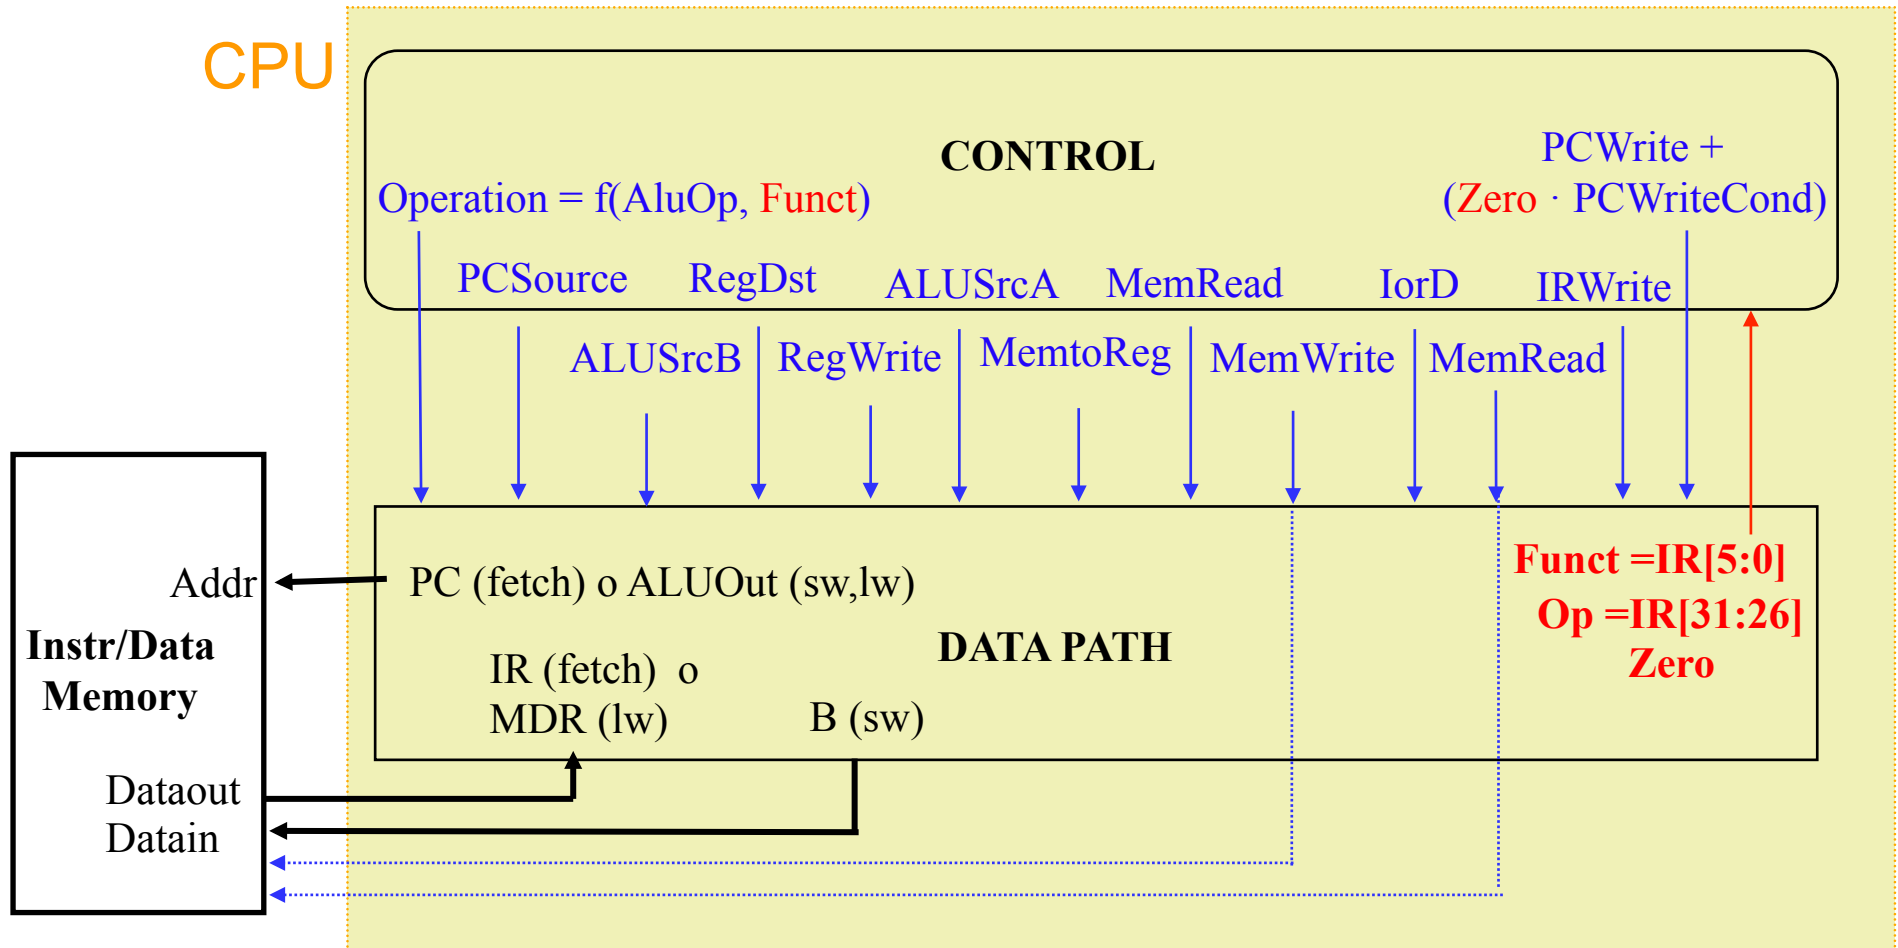 CPU
CONTROL
PCWrite +
Operation = f(AluOp, Funct)
(Zero · PCWriteCond)
PCSource RegDst ALUSrcA MemRead IorD IRWrite
ALUSrcB RegWrite MemtoReg MemWrite MemRead
Addr
PC (fetch) o ALUOut (sw,lw)
Funct =IR[5:0]
Op =IR[31:26]
Zero
Instr/Data
Memory
DATA PATH
IR (fetch) o
MDR (lw)
B (sw)
Dataout
Datain